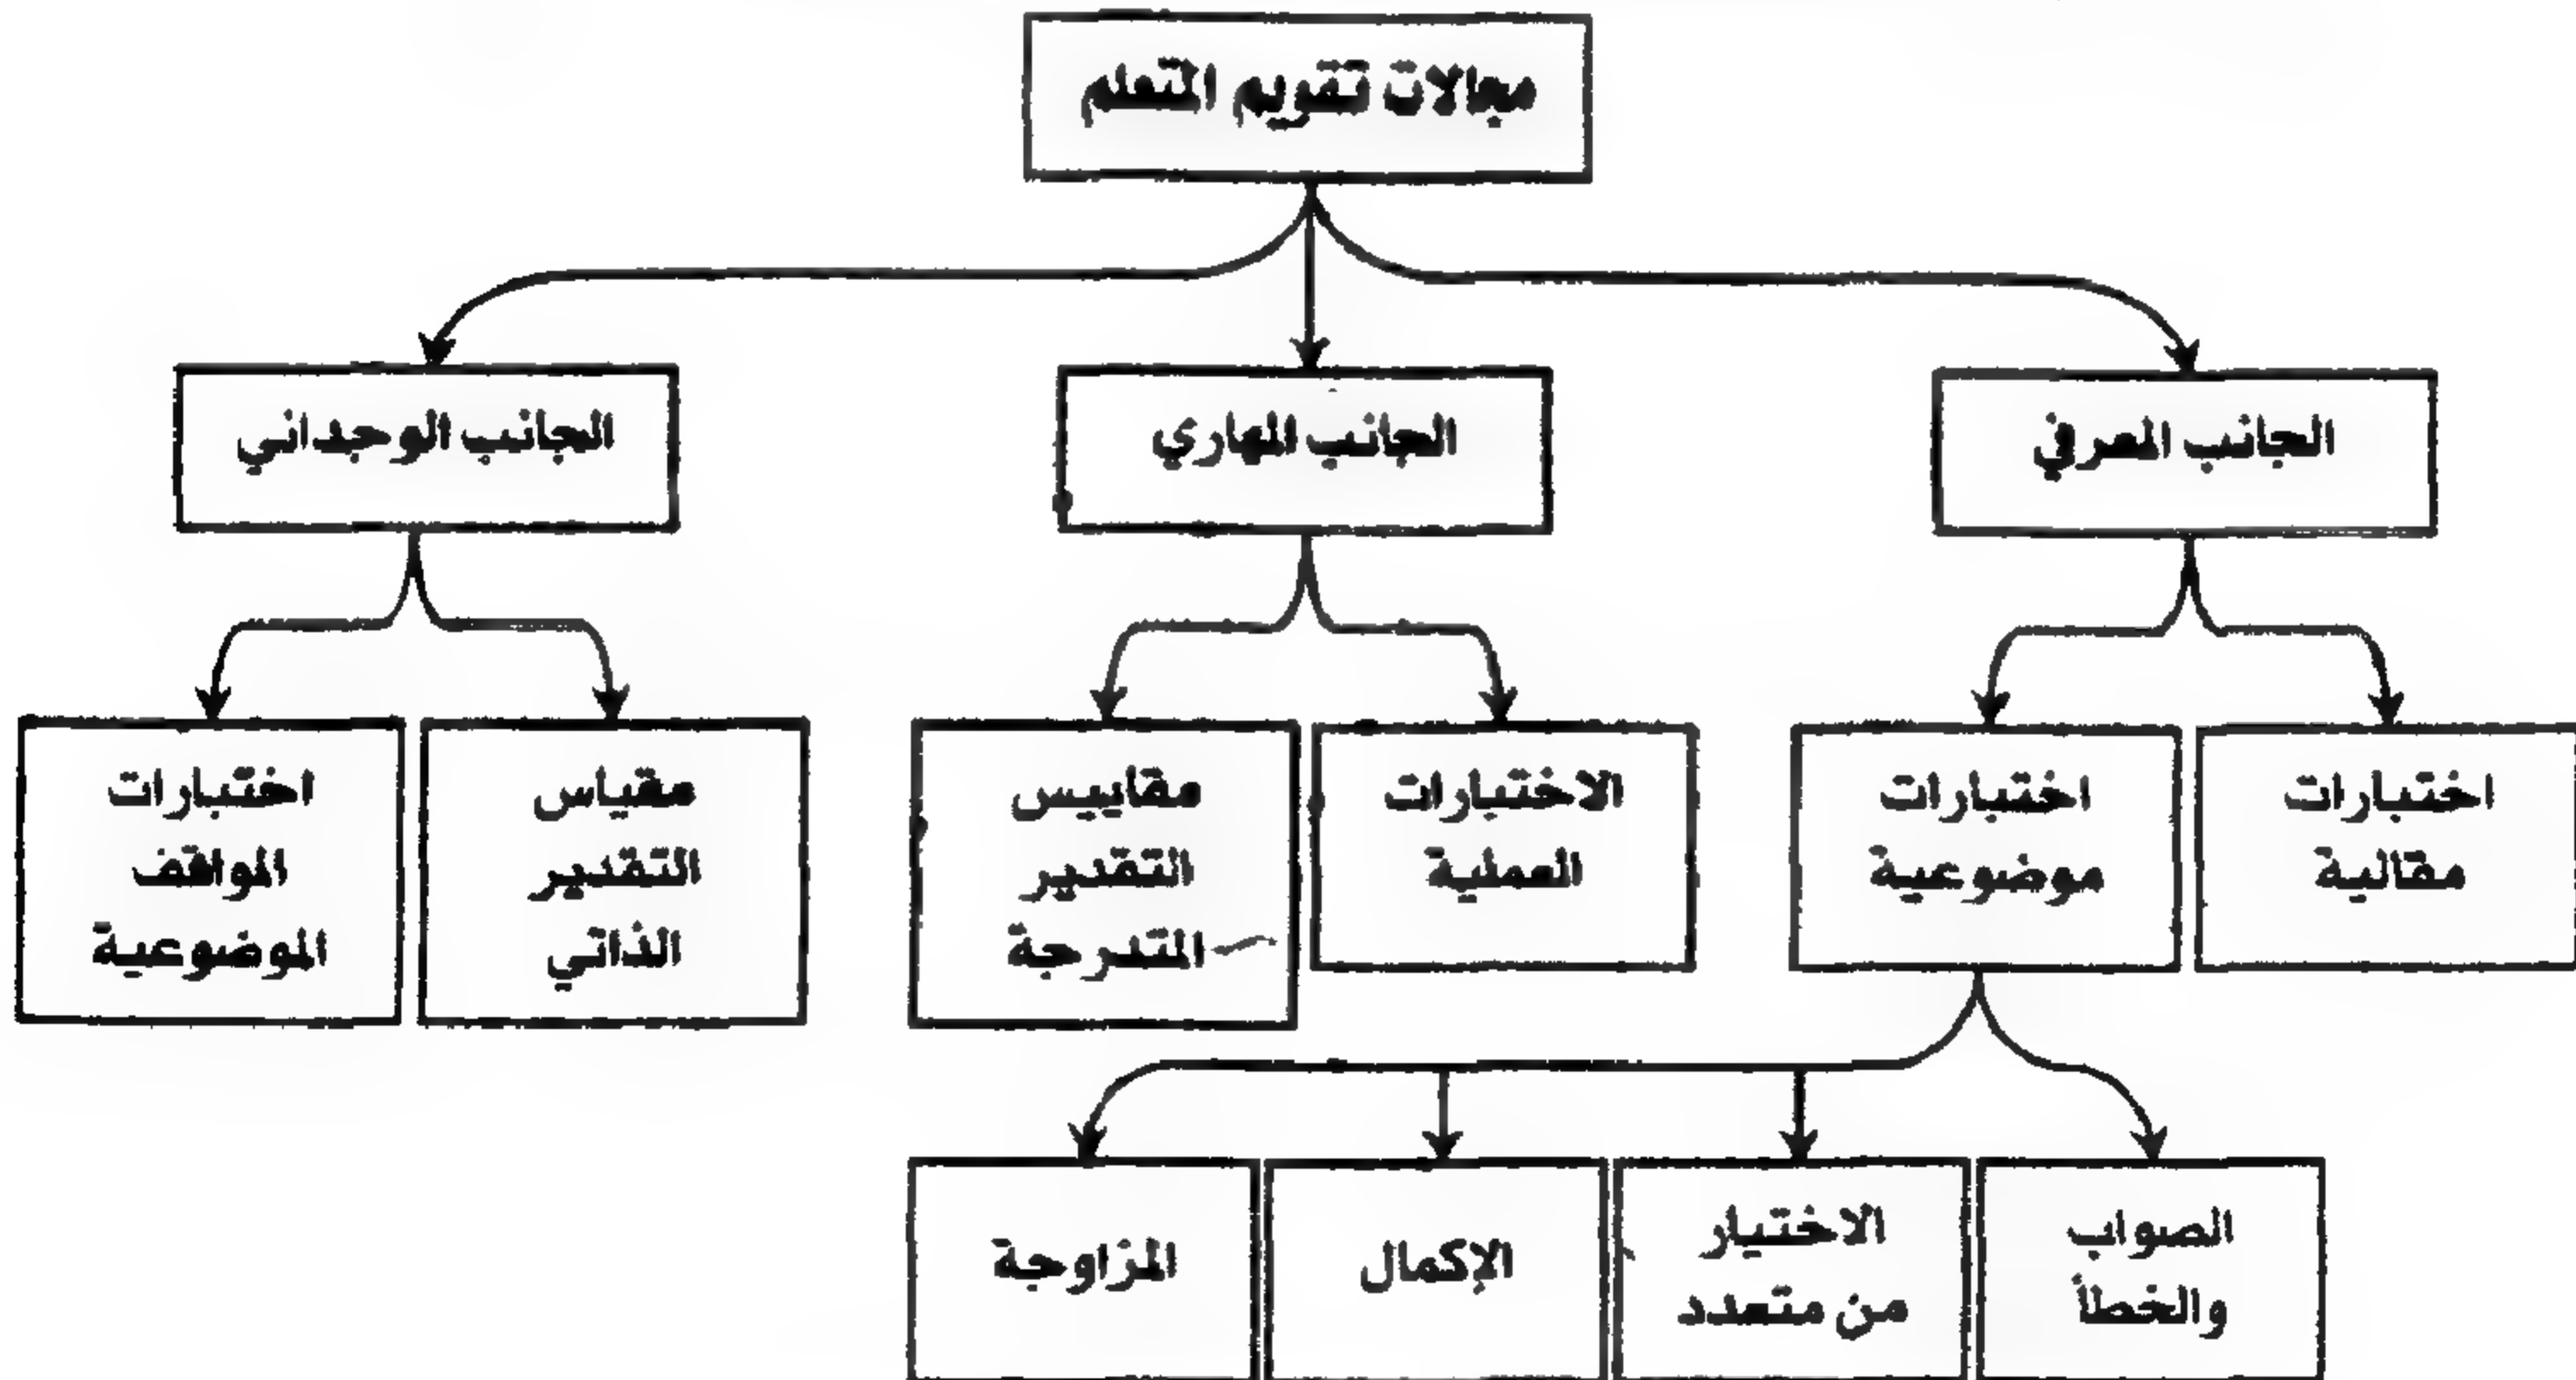 مجالات تقويم المتعلم
الجانب المعرفي
الجانب المهاري
الجانب الوجداني
اختبارات
مقالية
اختبارات
موضوعية
الاختبارات
العملية
مقاييس
التقدير
المتدرجة
مقياس
التقدير
الذاتي
اختبارات
المواقف
الموضوعية
الصواب
والخطأ
الاختيار
من متعدد
الإكمال
المزاوجة